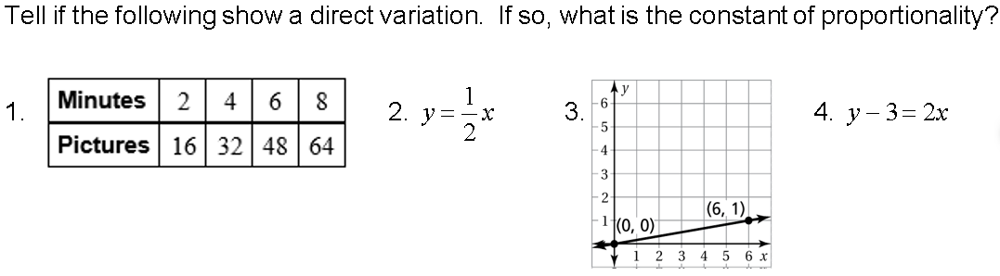 Tell if the following show a direct variation.  If so, what is the constant of proportionality?
1.
Minutes 2 4 6 8
Pictures 16 32 48 64
2. y = 1/2 x
3.
y
6
5
4
3
2
1
(6, 1)
(0, 0)
1 2 3 4 5 6 x
4. y – 3 = 2x